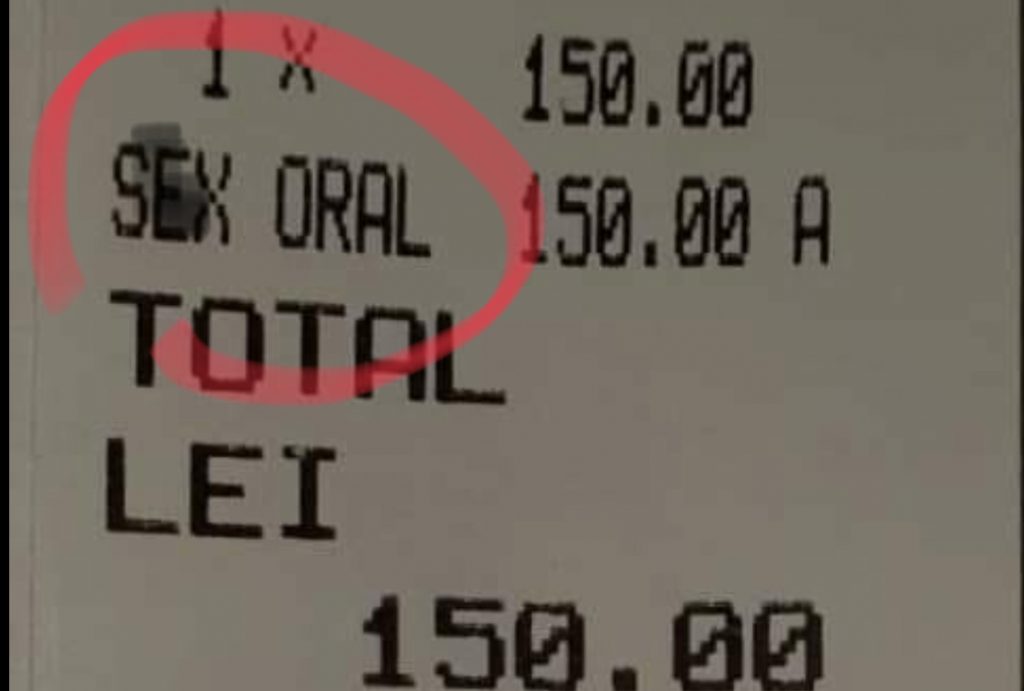 1 X 150.00
SEX ORAL 150.00 A
TOTAL
LEI
150.00